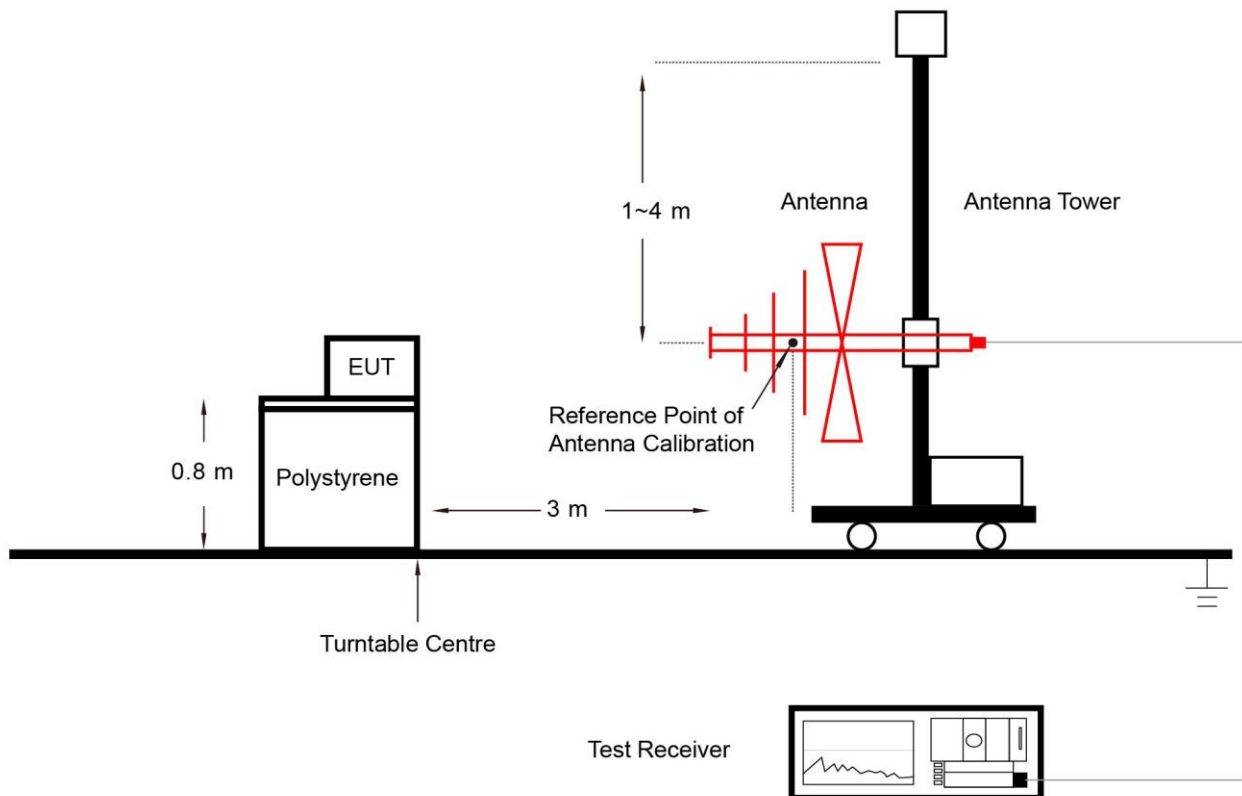 1~4 m
Antenna
Antenna Tower
EUT
Reference Point of
Antenna Calibration
0.8 m
Polystyrene
3 m
Turntable Centre
Test Receiver